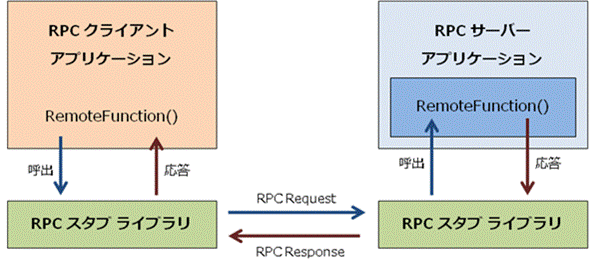 RPC クライアント
アプリケーション
RemoteFunction()
呼出
応答
RPC スタブ ライブラリ
RPC Request
RPC Response
RPC サーバー
アプリケーション
RemoteFunction()
呼出
応答
RPC スタブ ライブラリ